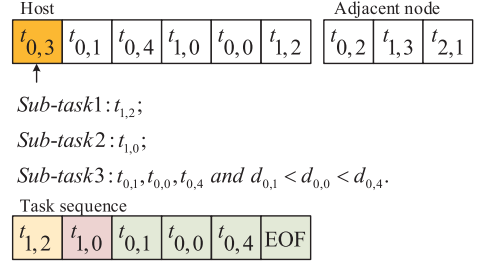 Host Adjacent node
t0,3 t0,1 t0,4 t1,0 t0,0 t1,2 t0,2 t1,3 t2,1
Sub-task1: t1,2;
Sub-task2: t1,0;
Sub-task3: t0,1, t0,0, t0,4 and d0,1 < d0,0 < d0,4.
Task sequence
t1,2 t1,0 t0,1 t0,0 t0,4 EOF